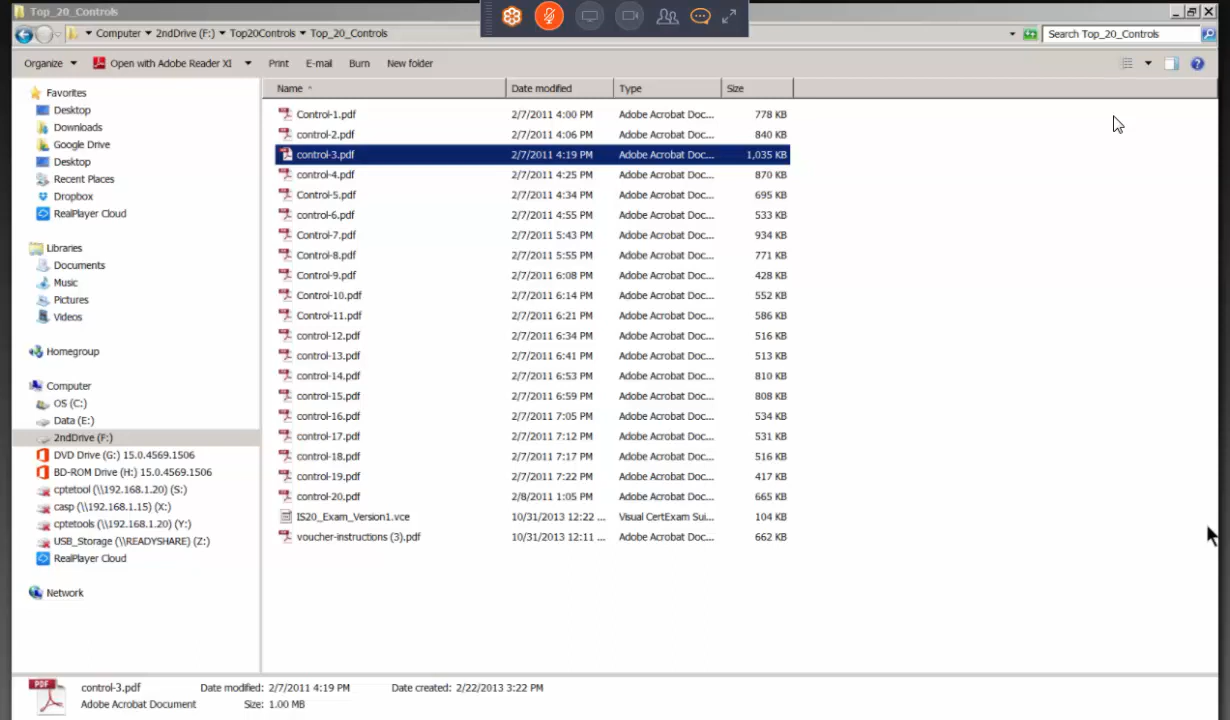 Top_20_Controls
Computer 2ndDrive (F:) Top20Controls Top_20_Controls
Search Top_20_Controls
Organize Open with Adobe Reader XI Print E-mail Burn New folder
Name Date modified Type Size
Favorites
Desktop
Downloads
Google Drive
Desktop
Recent Places
Dropbox
RealPlayer Cloud
Libraries
Documents
Music
Pictures
Videos
Homegroup
Computer
OS (C:)
Data (E:)
2ndDrive (F:)
DVD Drive (G:) 15.0.4569.1506
BD-ROM Drive (H:) 15.0.4569.1506
cptetool (\\192.168.1.20) (S:)
casp (\\192.168.1.15) (X:)
cptetools (\\192.168.1.20) (Y:)
USB_Storage (\\READYSHARE) (Z:)
RealPlayer Cloud
Network
Control-1.pdf 2/7/2011 4:00 PM Adobe Acrobat Doc... 778 KB
control-2.pdf 2/7/2011 4:06 PM Adobe Acrobat Doc... 840 KB
control-3.pdf 2/7/2011 4:19 PM Adobe Acrobat Doc... 1,035 KB
control-4.pdf 2/7/2011 4:25 PM Adobe Acrobat Doc... 870 KB
Control-5.pdf 2/7/2011 4:34 PM Adobe Acrobat Doc... 695 KB
control-6.pdf 2/7/2011 4:55 PM Adobe Acrobat Doc... 533 KB
Control-7.pdf 2/7/2011 5:43 PM Adobe Acrobat Doc... 934 KB
Control-8.pdf 2/7/2011 5:55 PM Adobe Acrobat Doc... 771 KB
Control-9.pdf 2/7/2011 6:08 PM Adobe Acrobat Doc... 428 KB
Control-10.pdf 2/7/2011 6:14 PM Adobe Acrobat Doc... 552 KB
Control-11.pdf 2/7/2011 6:21 PM Adobe Acrobat Doc... 586 KB
control-12.pdf 2/7/2011 6:34 PM Adobe Acrobat Doc... 516 KB
control-13.pdf 2/7/2011 6:41 PM Adobe Acrobat Doc... 513 KB
control-14.pdf 2/7/2011 6:53 PM Adobe Acrobat Doc... 810 KB
control-15.pdf 2/7/2011 6:59 PM Adobe Acrobat Doc... 808 KB
control-16.pdf 2/7/2011 7:05 PM Adobe Acrobat Doc... 534 KB
control-17.pdf 2/7/2011 7:12 PM Adobe Acrobat Doc... 531 KB
control-18.pdf 2/7/2011 7:17 PM Adobe Acrobat Doc... 516 KB
control-19.pdf 2/7/2011 7:22 PM Adobe Acrobat Doc... 417 KB
control-20.pdf 2/8/2011 1:05 PM Adobe Acrobat Doc... 665 KB
IS20_Exam_Version1.vce 10/31/2013 12:22 ... Visual CertExam Sui... 104 KB
voucher-instructions (3).pdf 10/31/2013 12:11 ... Adobe Acrobat Doc... 662 KB
PDF
control-3.pdf Date modified: 2/7/2011 4:19 PM Date created: 2/22/2013 3:22 PM
Adobe Acrobat Document Size: 1.00 MB